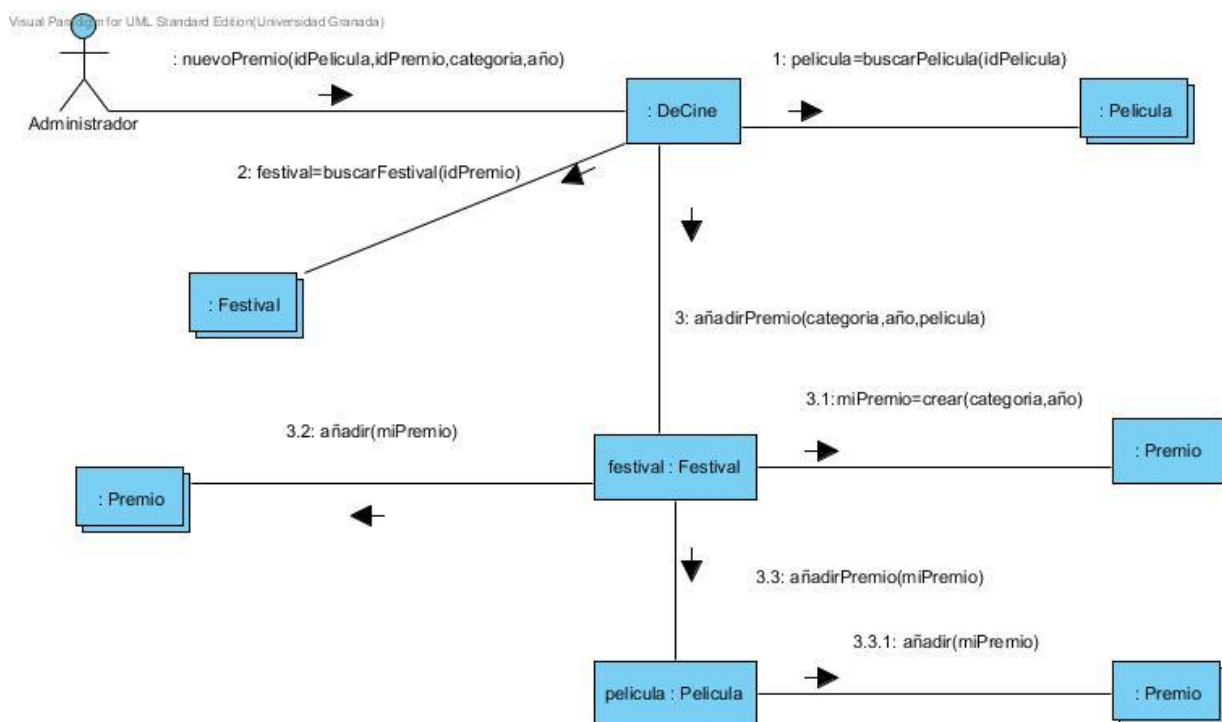 Visual Paradigm for UML Standard Edition(Universidad Granada)
: nuevoPremio(idPelicula,idPremio,categoria,año)
1: pelicula=buscarPelicula(idPelicula)
: DeCine
: Pelicula
Administrador
2: festival=buscarFestival(idPremio)
: Festival
3: añadirPremio(categoria,año,pelicula)
3.1: miPremio=crear(categoria,año)
3.2: añadir(miPremio)
festival : Festival
: Premio
: Premio
3.3: añadirPremio(miPremio)
3.3.1: añadir(miPremio)
pelicula : Pelicula
: Premio